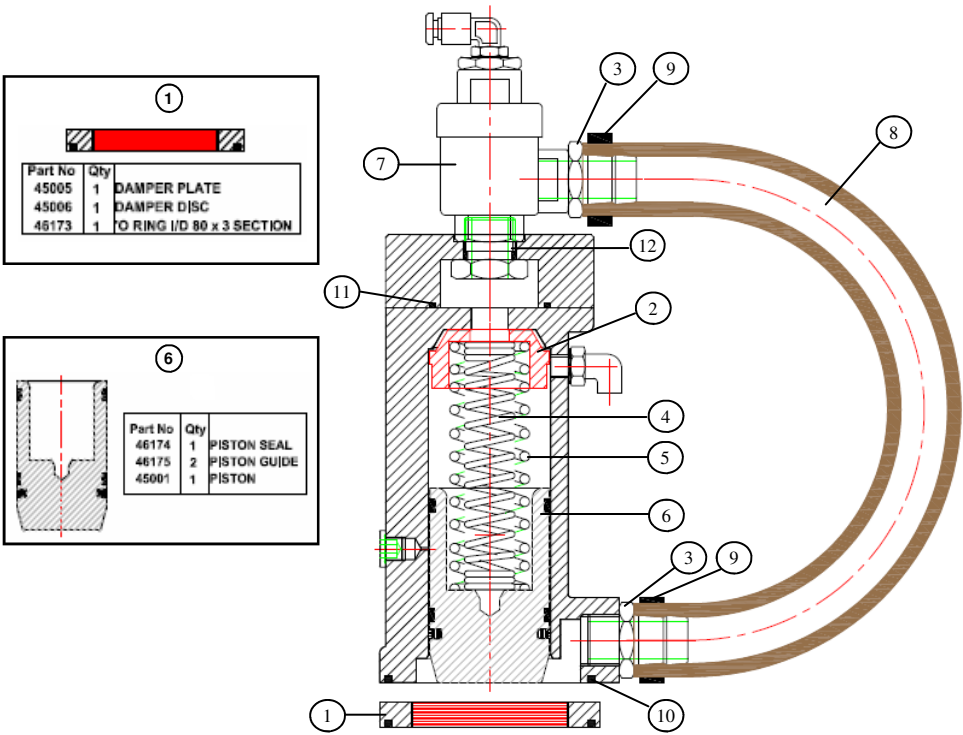 1
Part No Qty
45005 1 DAMPER PLATE
45006 1 DAMPER DISC
46173 1 'O RING I/D 80 x 3 SECTION
6
Part No Qty
46174 1 PISTON SEAL
46175 2 PISTON GUIDE
45001 1 PISTON
3
9
8
7
12
11
2
4
5
6
3
9
1
10